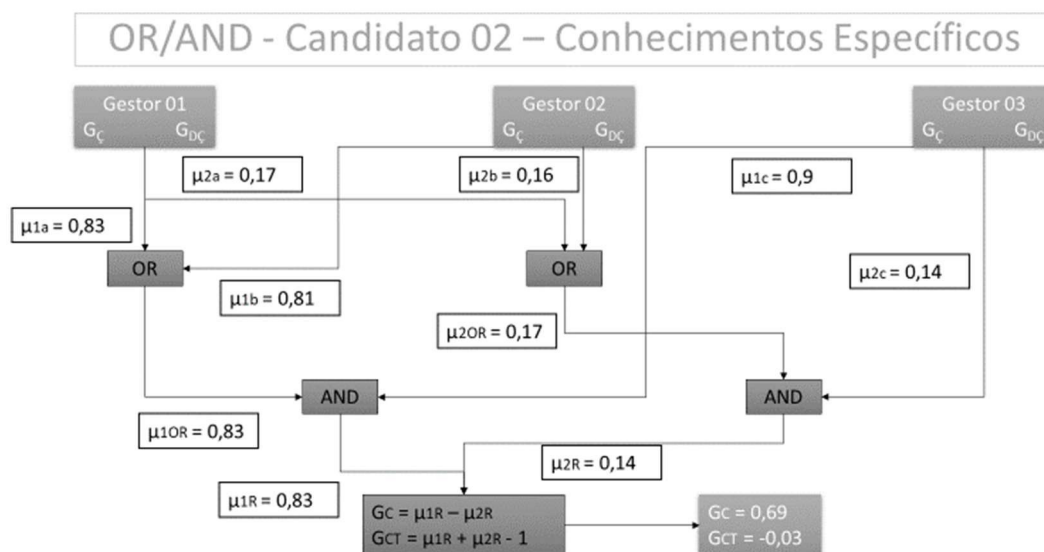 OR/AND - Candidato 02 – Conhecimentos Específicos
Gestor 01
GÇ GDÇ
Gestor 02
GÇ GDÇ
Gestor 03
GÇ GDÇ
μ2a = 0,17
μ2b = 0,16
μ1c = 0,9
μ1a = 0,83
OR
OR
μ2c = 0,14
μ1b = 0,81
μ2OR = 0,17
AND
AND
μ1OR = 0,83
μ2R = 0,14
μ1R = 0,83
GC = μ1R – μ2R
GCT = μ1R + μ2R - 1
GC = 0,69
GCT = -0,03